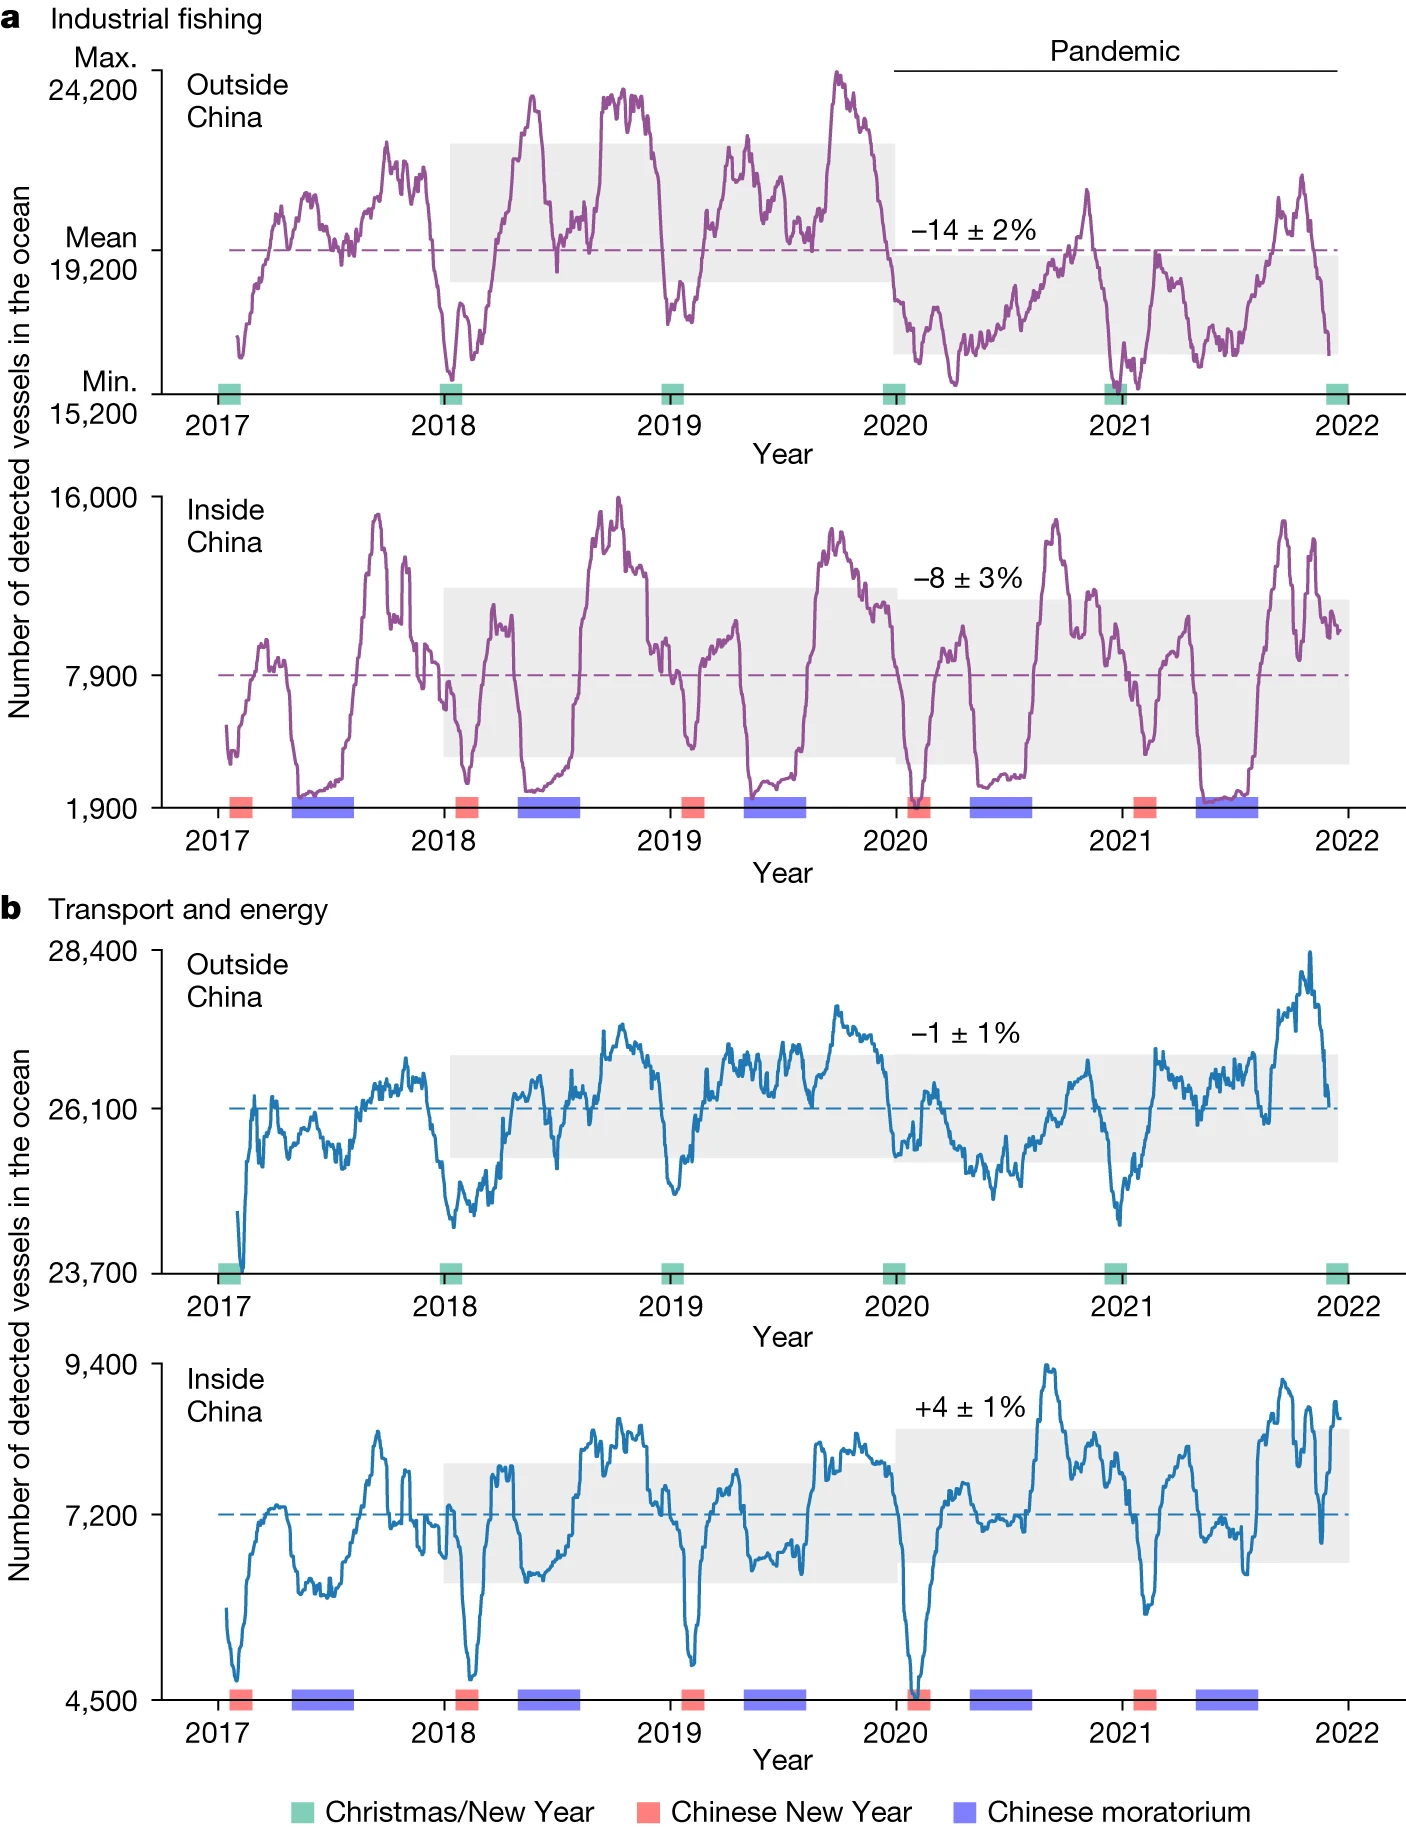 a Industrial fishing
Number of detected vessels in the ocean
Max.
24,200
Mean
19,200
Min.
15,200
Outside
China
Pandemic
–14 ± 2%
2017 2018 2019 2020 2021 2022
Year
16,000
7,900
1,900
Inside
China
–8 ± 3%
2017 2018 2019 2020 2021 2022
Year
b Transport and energy
Number of detected vessels in the ocean
28,400
26,100
23,700
Outside
China
–1 ± 1%
2017 2018 2019 2020 2021 2022
Year
9,400
7,200
4,500
Inside
China
+4 ± 1%
2017 2018 2019 2020 2021 2022
Year
Christmas/New Year Chinese New Year Chinese moratorium